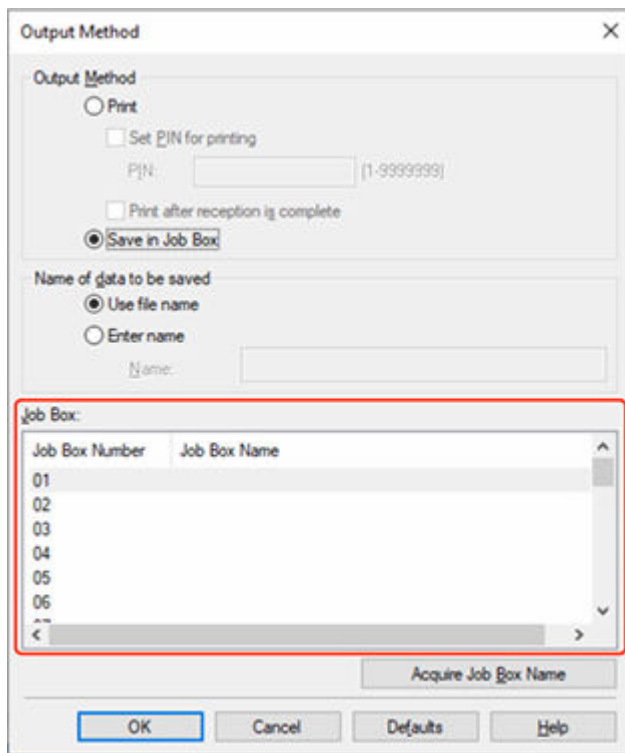 Output Method
Output Method
Print
Set PIN for printing
PIN: (1-9999999)
Print after reception is complete
Save in Job Box
Name of data to be saved
Use file name
Enter name
Name:
Job Box:
Job Box Number Job Box Name
01
02
03
04
05
06
Acquire Job Box Name
OK Cancel Defaults Help